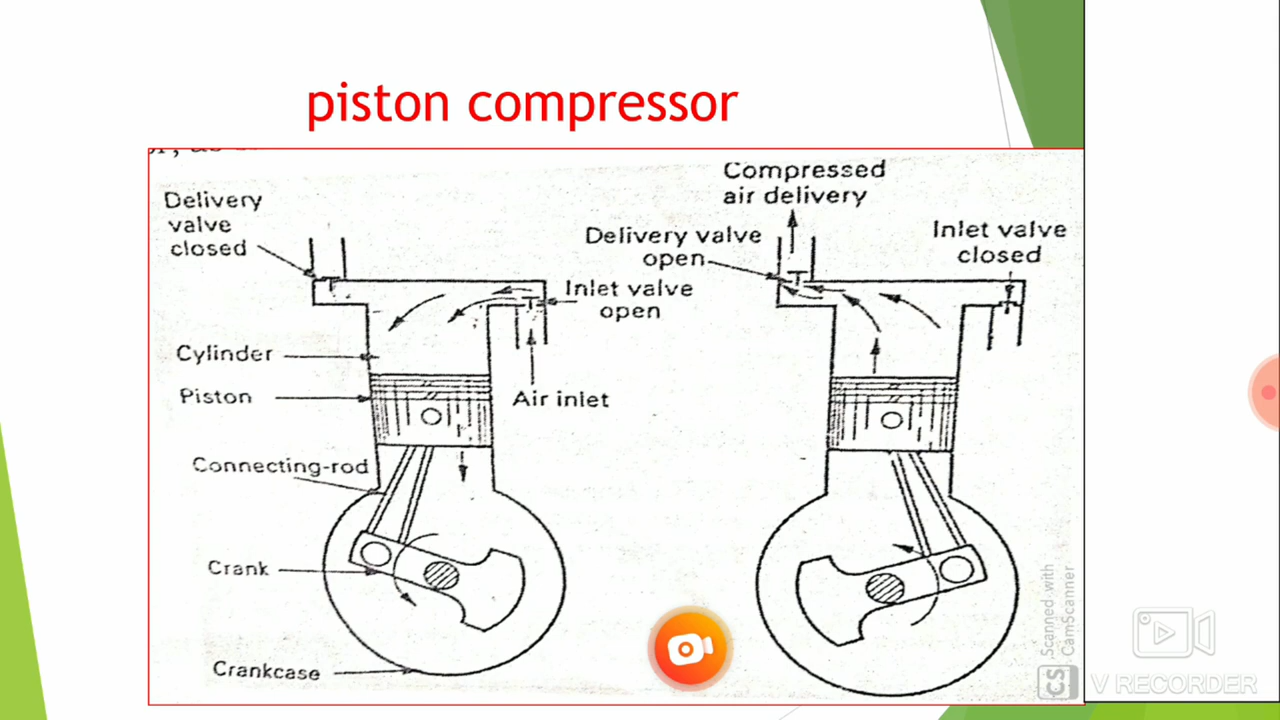 piston compressor
Delivery
valve
closed
Inlet valve
open
Cylinder
Piston
Air inlet
Connecting-rod
Crank
Crankcase
Compressed
air delivery
Delivery valve
open
Inlet valve
closed
Scanned with
CamScanner
CS
V RECORDER